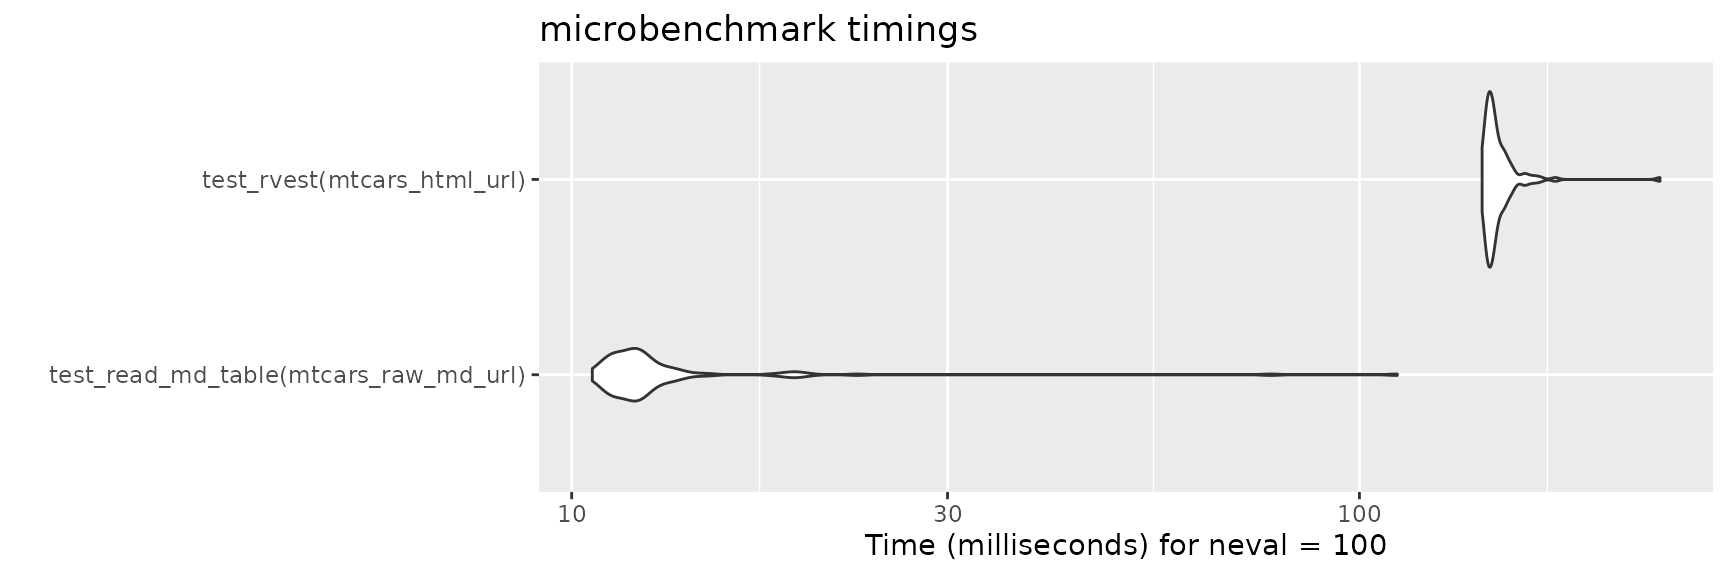 microbenchmark timings
test_rvest(mtcars_html_url)
test_read_md_table(mtcars_raw_md_url)
10 30 100
Time (milliseconds) for neval = 100